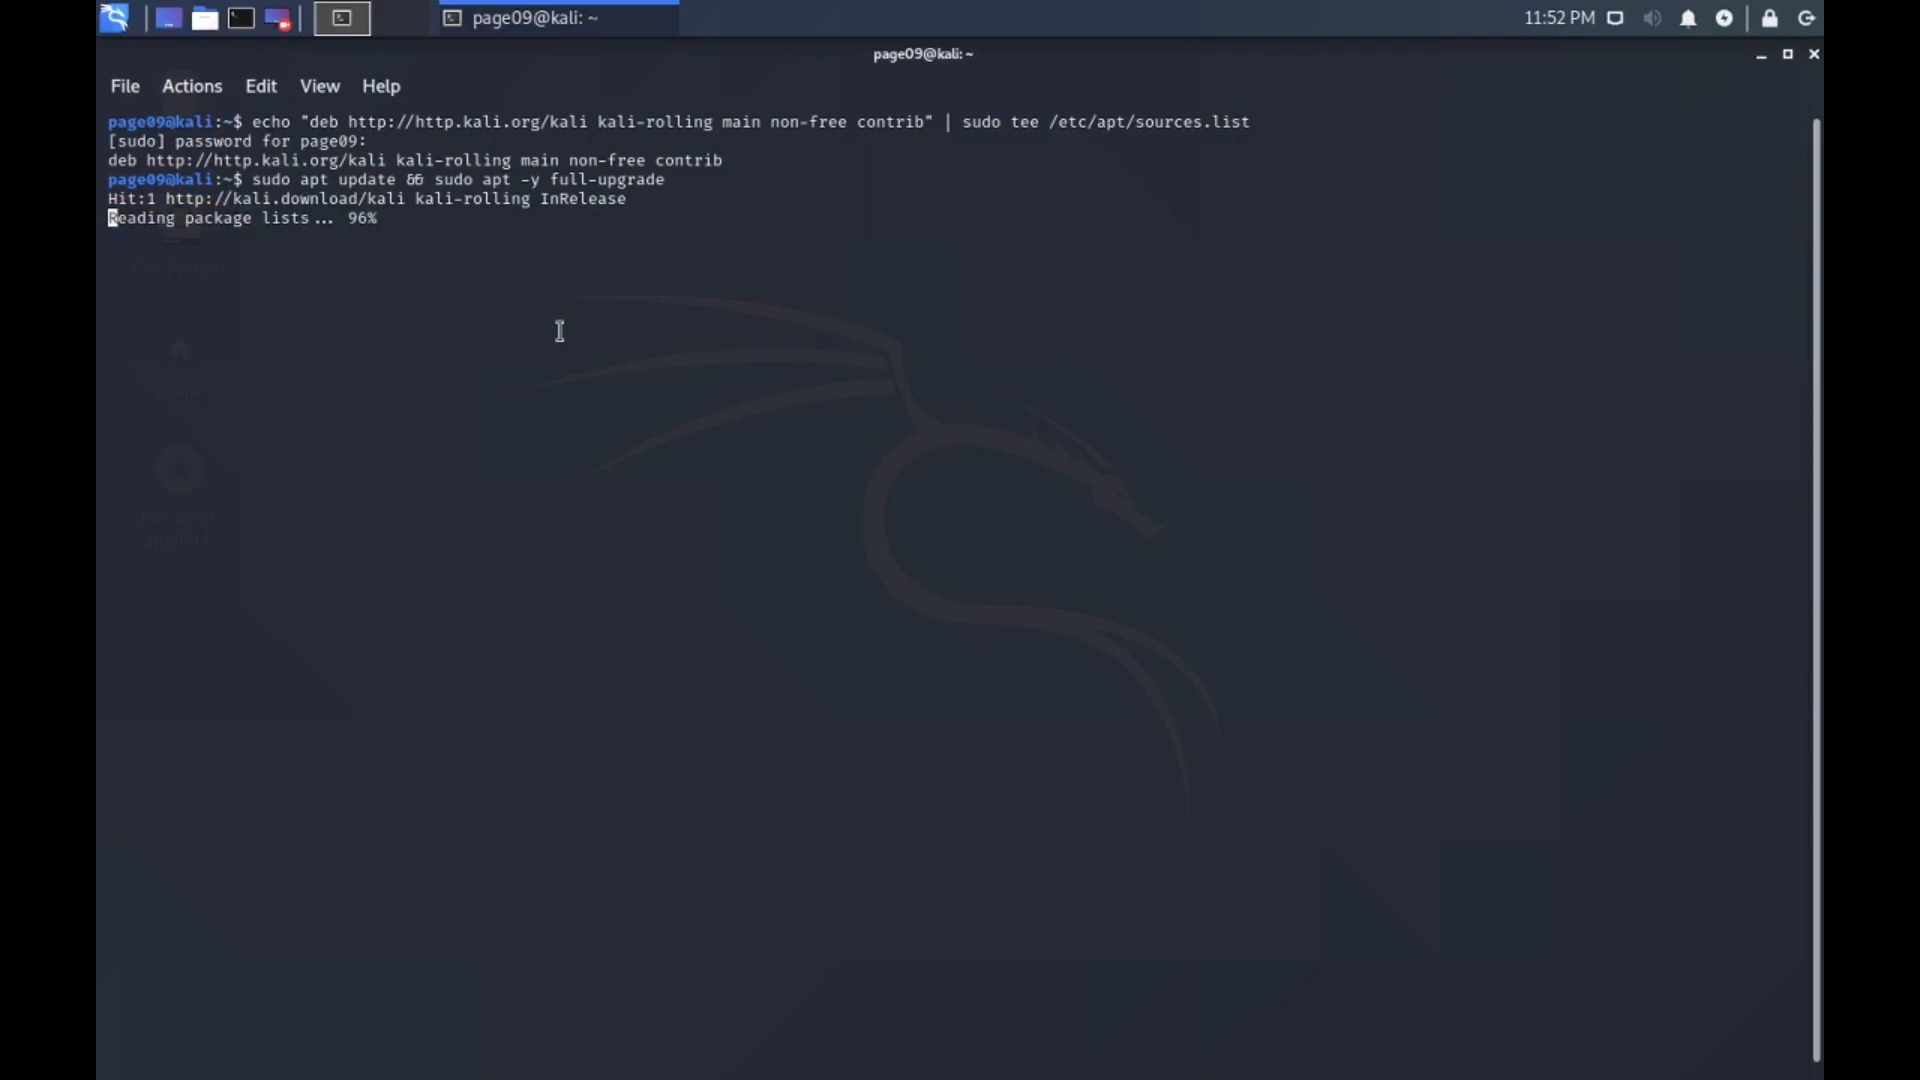 page09@kali: ~
11:52 PM
page09@kali: ~
File Actions Edit View Help
page09@kali:~$ echo "deb http://http.kali.org/kali kali-rolling main non-free contrib" | sudo tee /etc/apt/sources.list
[sudo] password for page09:
deb http://http.kali.org/kali kali-rolling main non-free contrib
page09@kali:~$ sudo apt update && sudo apt -y full-upgrade
Hit:1 http://kali.download/kali kali-rolling InRelease
Reading package lists... 96%
File System
Home